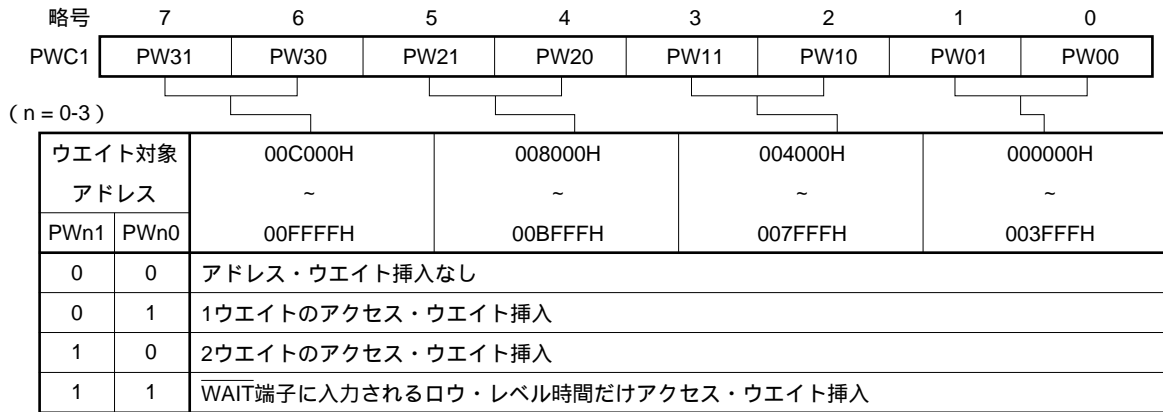 略号 7 6 5 4 3 2 1 0
PWC1 PW31 PW30 PW21 PW20 PW11 PW10 PW01 PW00
（n = 0-3）
ウエイト対象 00C000H 008000H 004000H 000000H
アドレス ~ ~ ~ ~
PWn1 PWn0 00FFFFH 00BFFFH 007FFFH 003FFFH
0 0 アドレス・ウエイト挿入なし
0 1 1ウエイトのアクセス・ウエイト挿入
1 0 2ウエイトのアクセス・ウエイト挿入
1 1 WAIT端子に入力されるロウ・レベル時間だけアクセス・ウエイト挿入